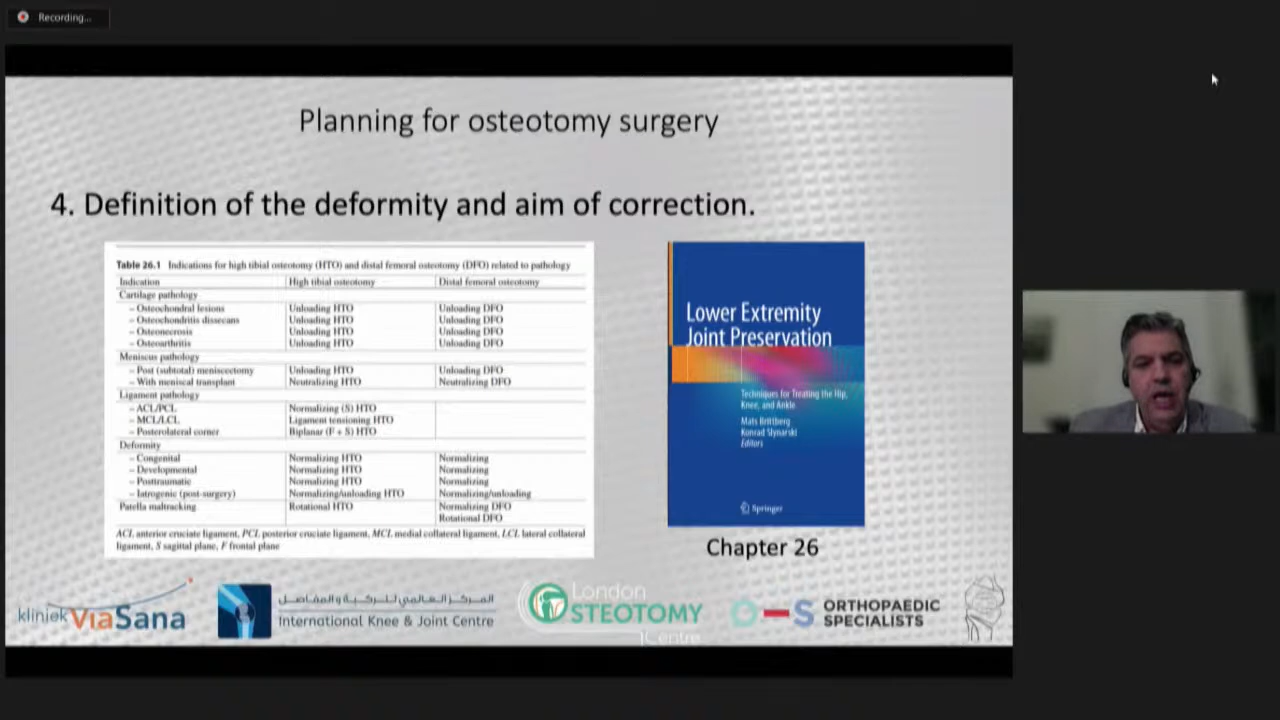 Recording...
Planning for osteotomy surgery
4. Definition of the deformity and aim of correction.
Table 26.1 Indications for high tibial osteotomy (HTO) and distal femoral osteotomy (DFO) related to pathology
Indication High tibial osteotomy Distal femoral osteotomy
Cartilage pathology
– Osteochondral lesions Unloading HTO Unloading DFO
– Osteochondritis dissecans Unloading HTO Unloading DFO
– Osteonecrosis Unloading HTO Unloading DFO
– Osteoarthritis Unloading HTO Unloading DFO
Meniscus pathology
– Post (subtotal) meniscectomy Unloading HTO Unloading DFO
– With meniscal transplant Neutralizing HTO Neutralizing DFO
Ligament pathology
– ACL/PCL Normalizing (S) HTO
– MCL/LCL Ligament tensioning HTO
– Posterolateral corner Biplanar (F + S) HTO
Deformity
– Congenital Normalizing HTO Normalizing
– Developmental Normalizing HTO Normalizing
– Posttraumatic Normalizing HTO Normalizing
– Iatrogenic (post-surgery) Normalizing/unloading HTO Normalizing/unloading
Patella maltracking Rotational HTO Normalizing DFO
Rotational DFO
ACL anterior cruciate ligament, PCL posterior cruciate ligament, MCL medial collateral ligament, LCL lateral collateral
ligament, S sagittal plane, F frontal plane
Lower Extremity
Joint Preservation
Techniques for Treating the Hip,
Knee, and Ankle
Mats Brittberg
Konrad Slynarski
Editors
Springer
Chapter 26
kliniek ViaSana
المركز العالمي للركبة والمفاصل
International Knee & Joint Centre
London
OSTEOTOMY
Centre
O-S ORTHOPAEDIC
SPECIALISTS